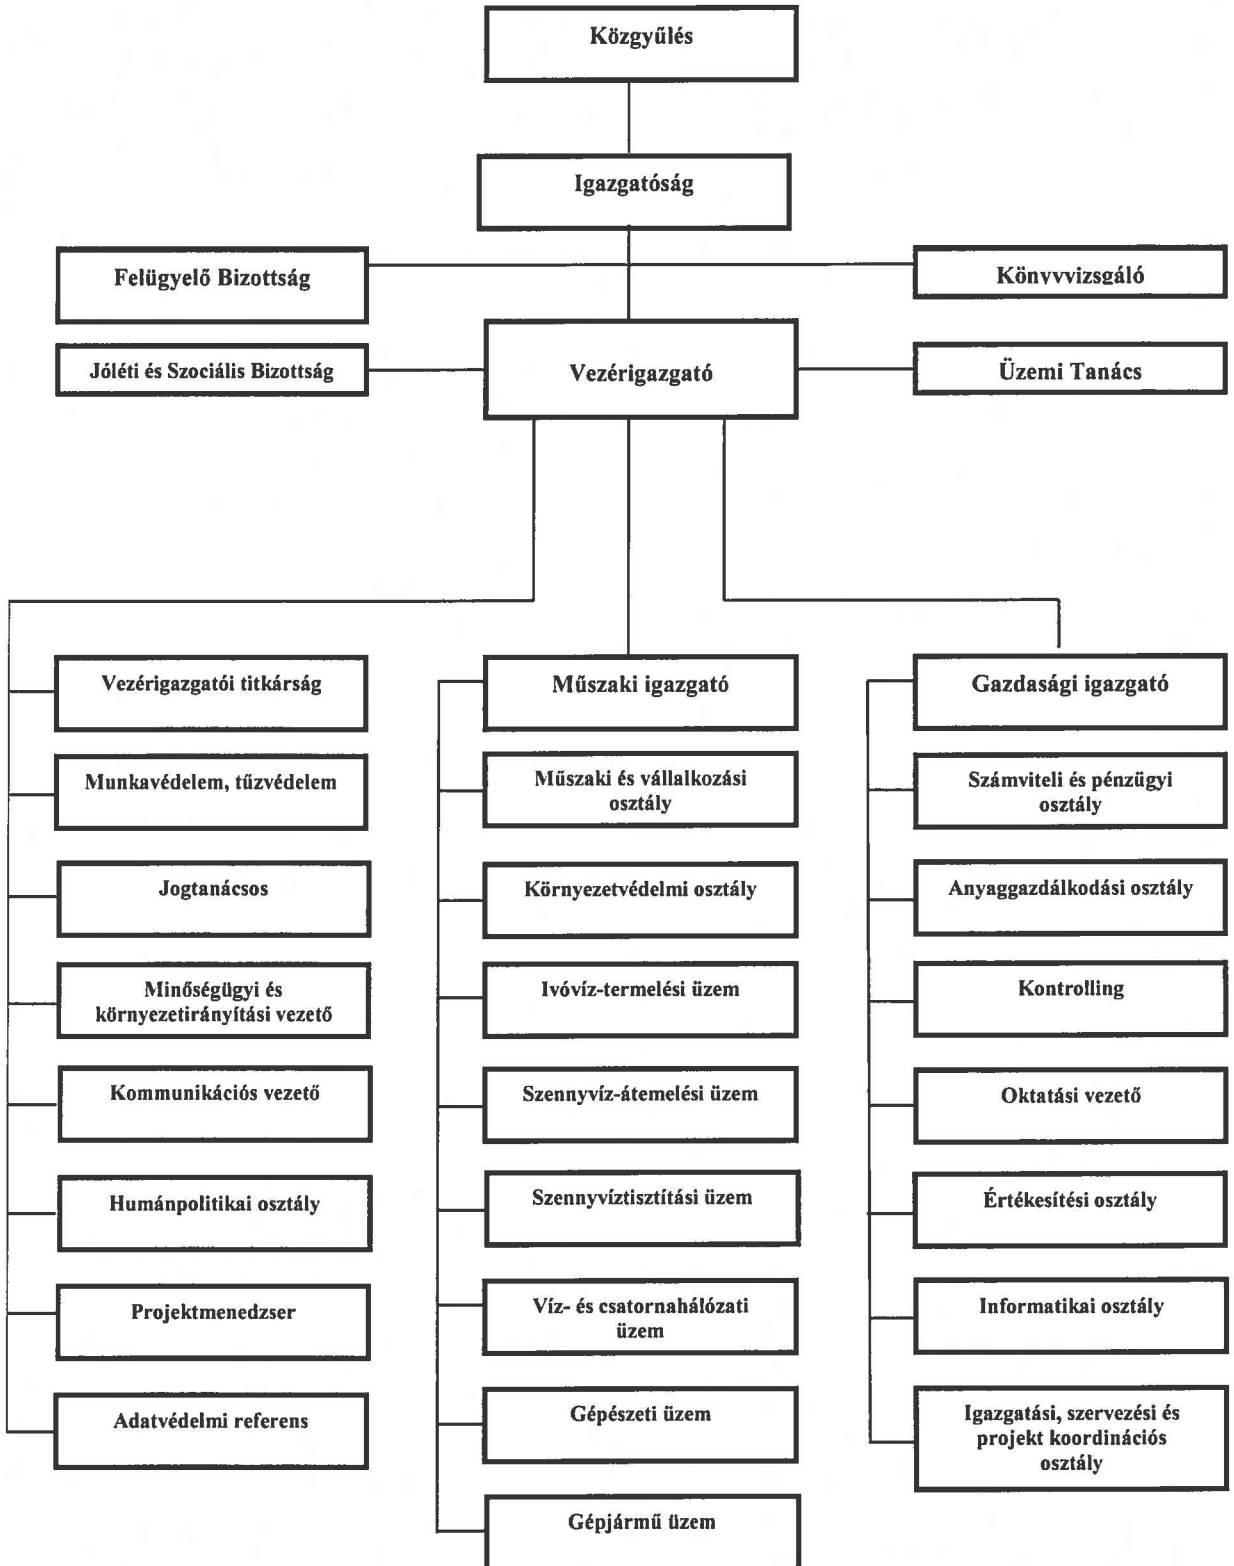 Közgyűlés
Igazgatóság
Felügyelő Bizottság
Könyvvizsgáló
Jóléti és Szociális Bizottság
Vezérigazgató
Üzemi Tanács
Vezérigazgatói titkárság
Munkavédelem, tűzvédelem
Jogtanácsos
Minőségügyi és
környezetirányítási vezető
Kommunikációs vezető
Humánpolitikai osztály
Projektmenedzser
Adatvédelmi referens
Műszaki igazgató
Műszaki és vállalkozási
osztály
Környezetvédelmi osztály
Ivóvíz-termelési üzem
Szennyvíz-átemelési üzem
Szennyvíztisztítási üzem
Víz- és csatornahálózati
üzem
Gépészeti üzem
Gépjármű üzem
Gazdasági igazgató
Számviteli és pénzügyi
osztály
Anyaggazdálkodási osztály
Kontrolling
Oktatási vezető
Értékesítési osztály
Informatikai osztály
Igazgatási, szervezési és
projekt koordinációs
osztály